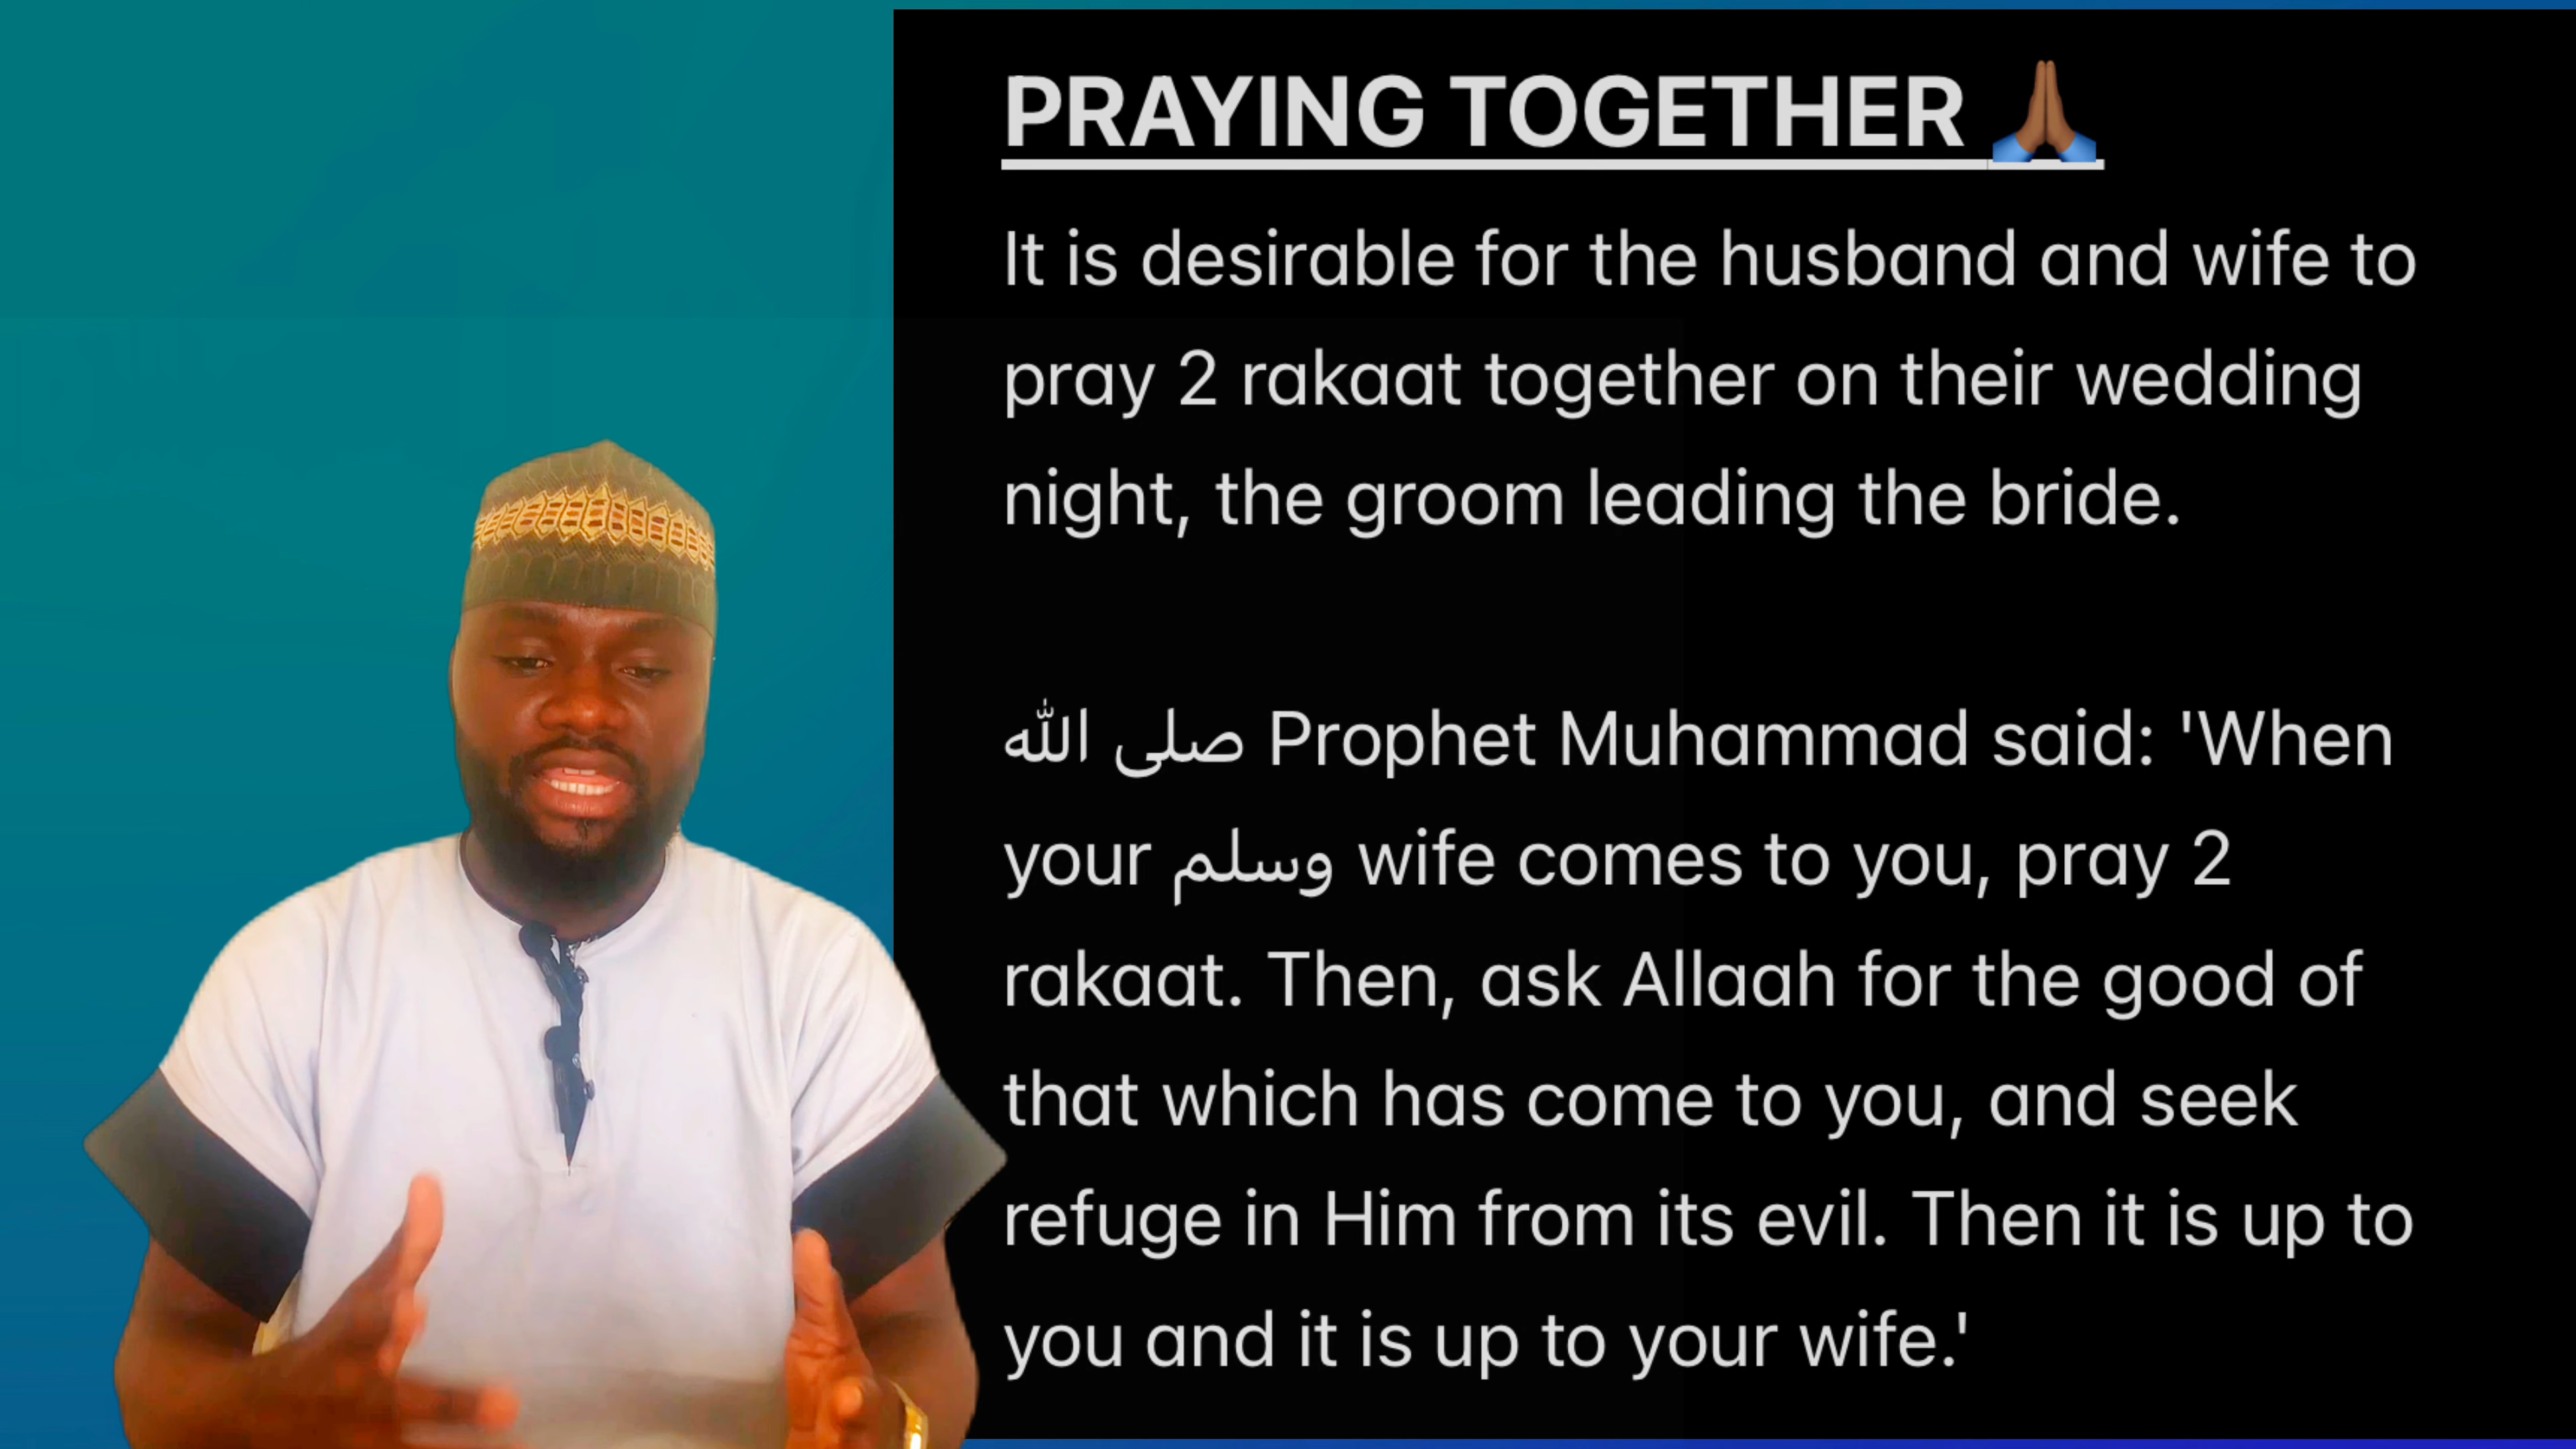 PRAYING TOGETHER 🙏🏾
It is desirable for the husband and wife to
pray 2 rakaat together on their wedding
night, the groom leading the bride.
صلى الله Prophet Muhammad said: 'When
your وسلم wife comes to you, pray 2
rakaat. Then, ask Allaah for the good of
that which has come to you, and seek
refuge in Him from its evil. Then it is up to
you and it is up to your wife.'